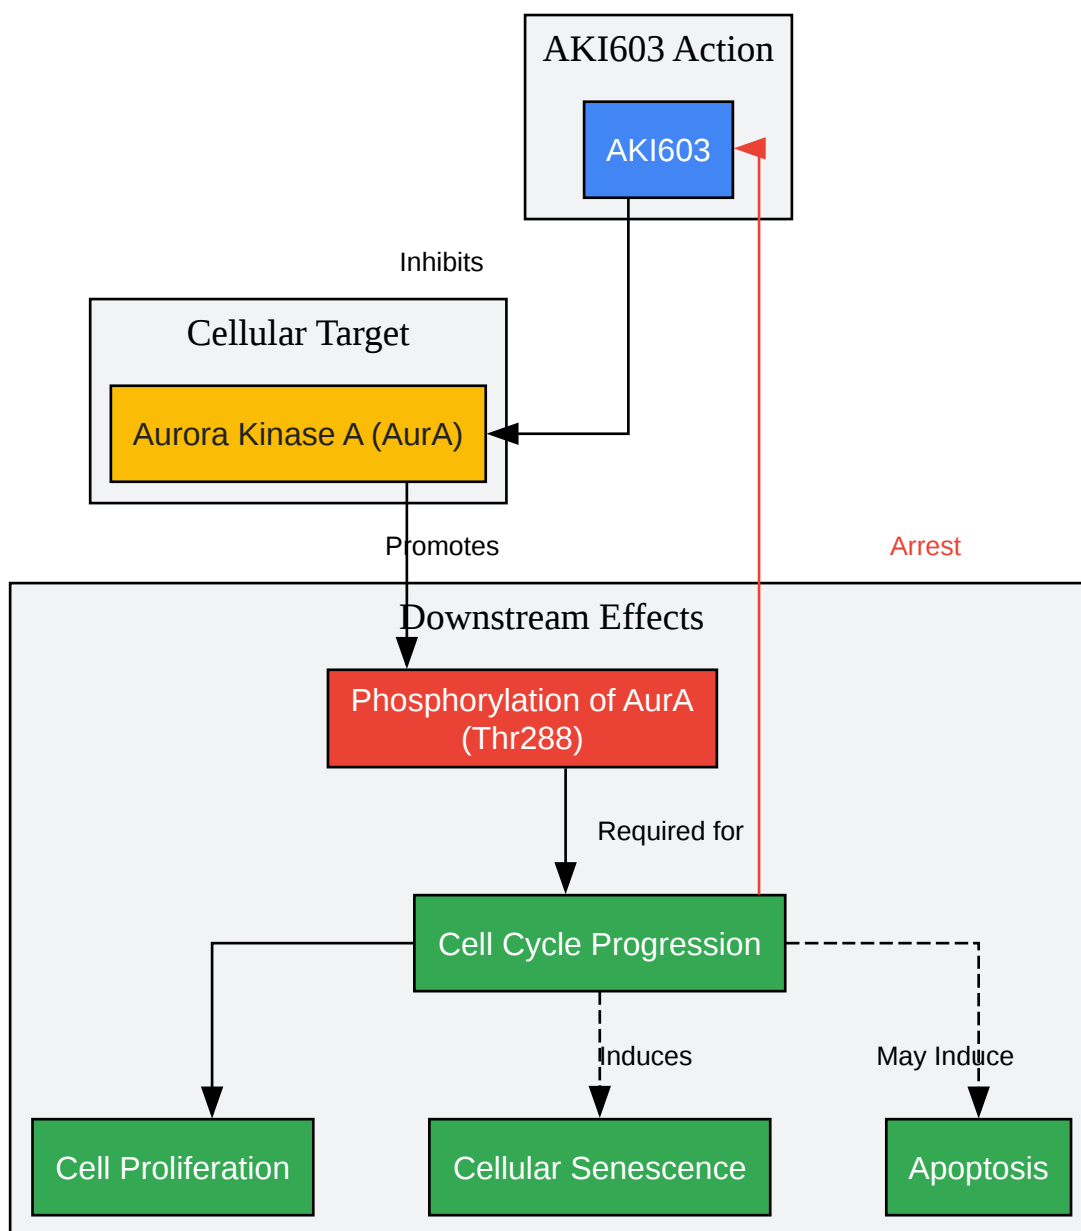 AKI603 Action
AKI603
Inhibits
Cellular Target
Aurora Kinase A (AurA)
Promotes
Arrest
Downstream Effects
Phosphorylation of AurA
(Thr288)
Required for
Cell Cycle Progression
Induces
May Induce
Cell Proliferation
Cellular Senescence
Apoptosis